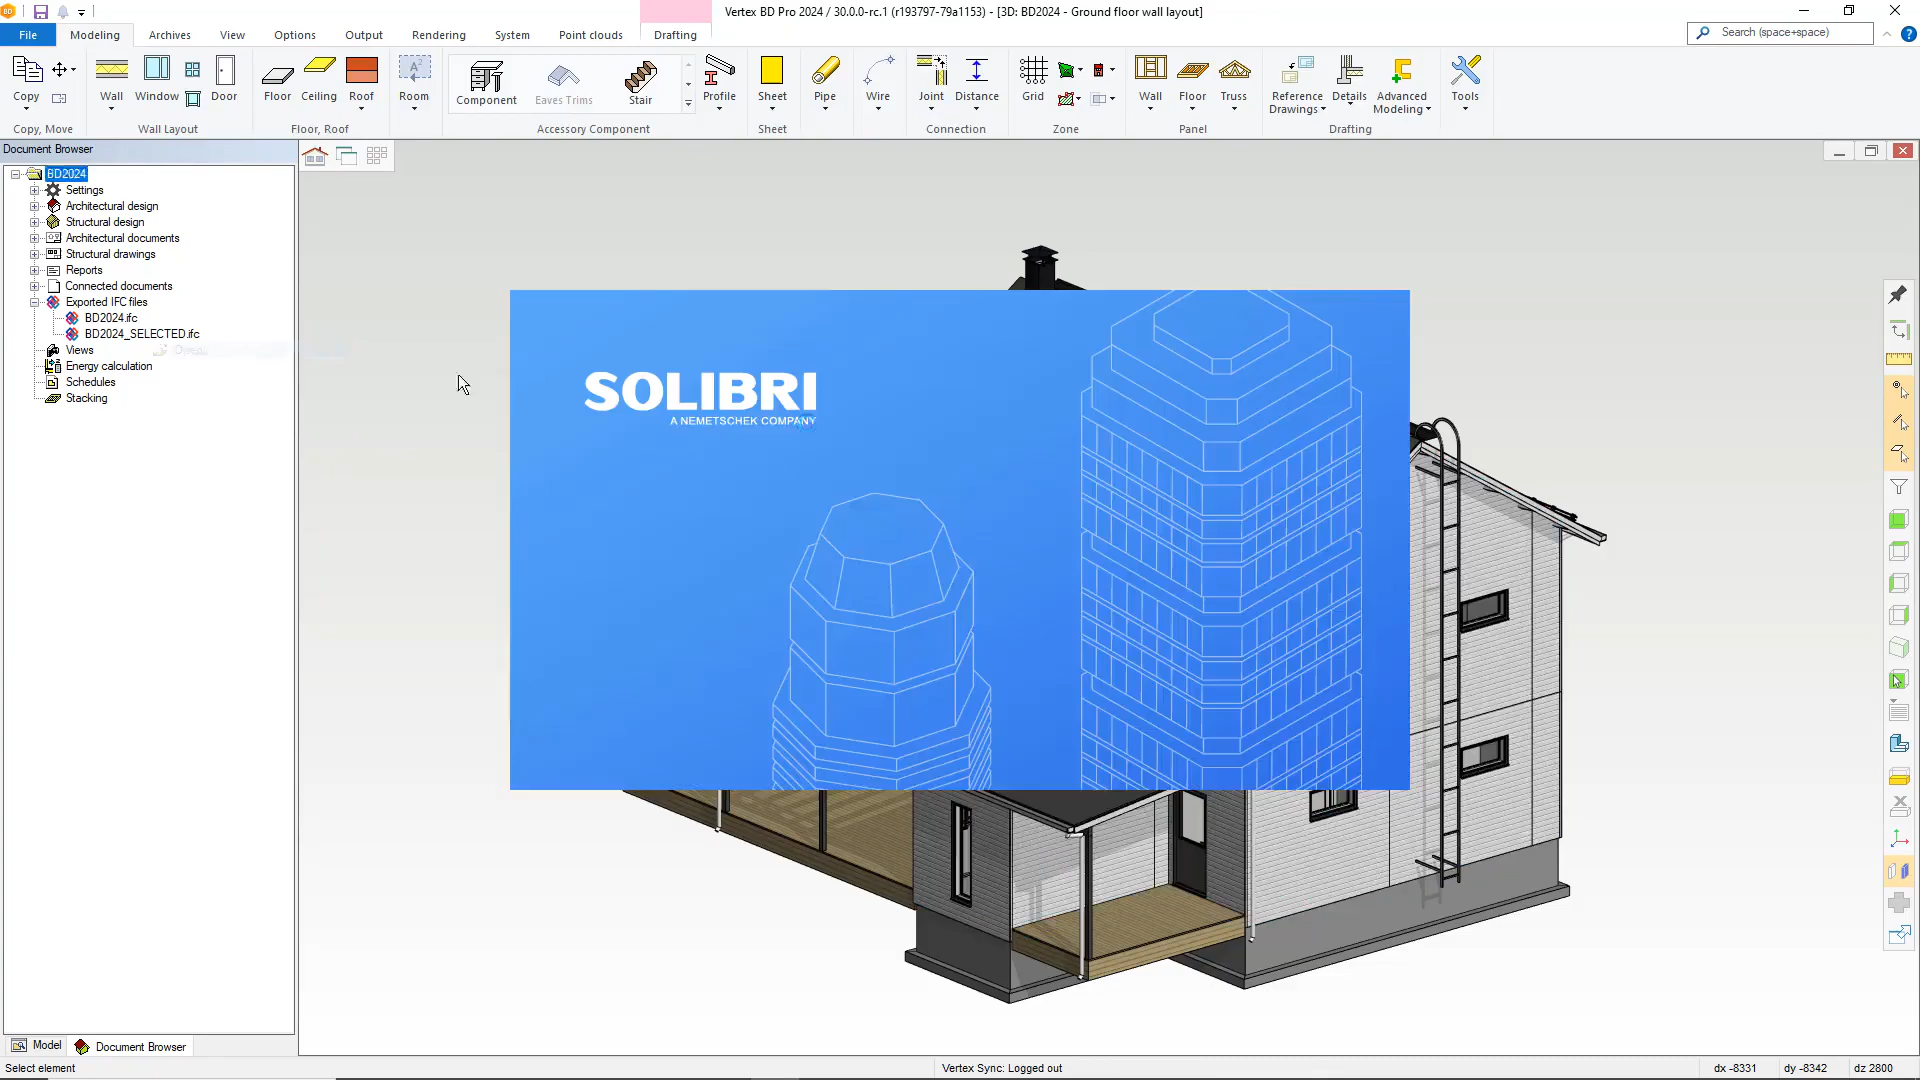 Vertex BD Pro 2024 / 30.0.0-rc.1 (r193797-79a1153) - [3D: BD2024 - Ground floor wall layout]
File Modeling Archives View Options Output Rendering System Point clouds Drafting
Search (space+space)
Copy Wall Window Door Floor Ceiling Roof Room Component Eaves Trims Stair Profile Sheet Pipe Wire Joint Distance Grid Wall Floor Truss Reference Drawings Details Advanced Modeling Tools
Copy, Move Wall Layout Floor, Roof Accessory Component Sheet Connection Zone Panel Drafting
Document Browser
BD2024
Settings
Architectural design
Structural design
Architectural documents
Structural drawings
Reports
Connected documents
Exported IFC files
BD2024.ifc
BD2024_SELECTED.ifc
Views
Energy calculation
Schedules
Stacking
SOLIBRI
A NEMETSCHEK COMPANY
Model Document Browser
Select element
Vertex Sync: Logged out
dx -8331 dy -8342 dz 2800